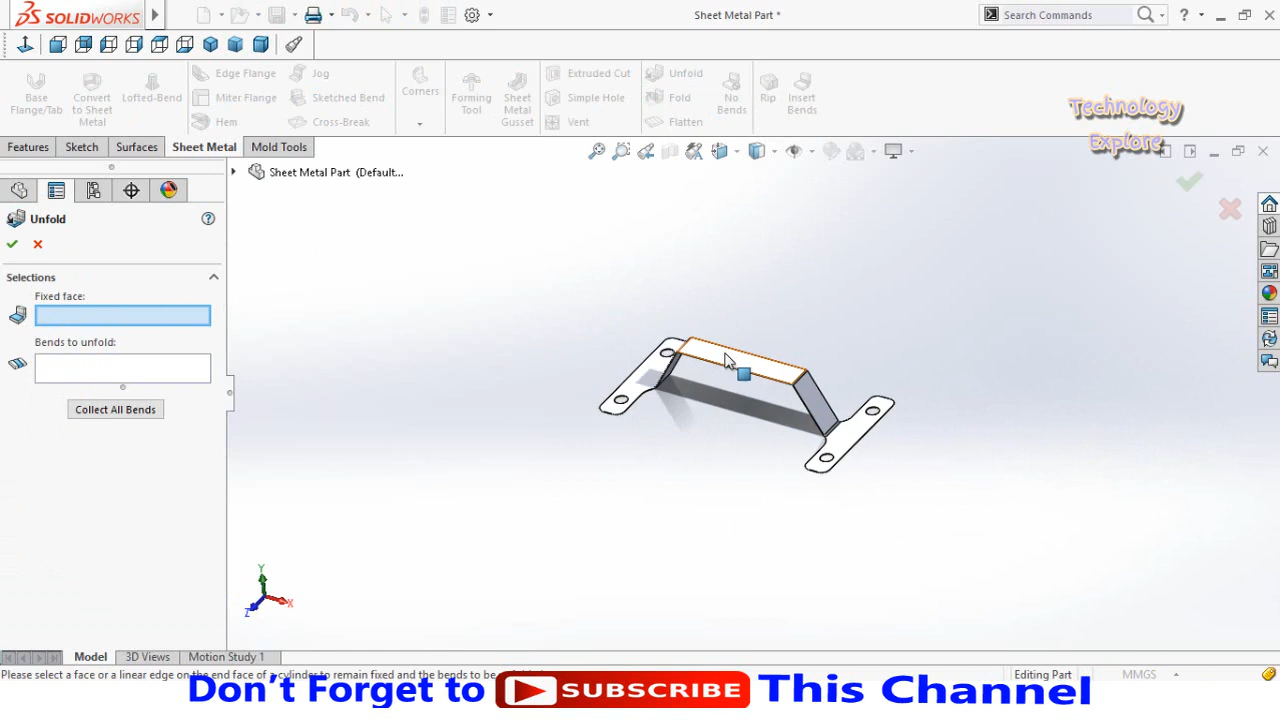 SOLIDWORKS
Sheet Metal Part *
Search Commands
?
Base Flange/Tab
Convert to Sheet Metal
Lofted-Bend
Edge Flange
Miter Flange
Hem
Jog
Sketched Bend
Cross-Break
Corners
Forming Tool
Sheet Metal Gusset
Extruded Cut
Simple Hole
Vent
Unfold
Fold
Flatten
No Bends
Rip
Insert Bends
Technology
Explore
Features
Sketch
Surfaces
Sheet Metal
Mold Tools
Sheet Metal Part (Default...
Unfold
?
Selections
Fixed face:
Bends to unfold:
Collect All Bends
Y
X
Z
Model
3D Views
Motion Study 1
Please select a face or a linear edge on the end face of a cylinder to remain fixed and the bends to be
Editing Part
MMGS
Don't Forget to SUBSCRIBE This Channel